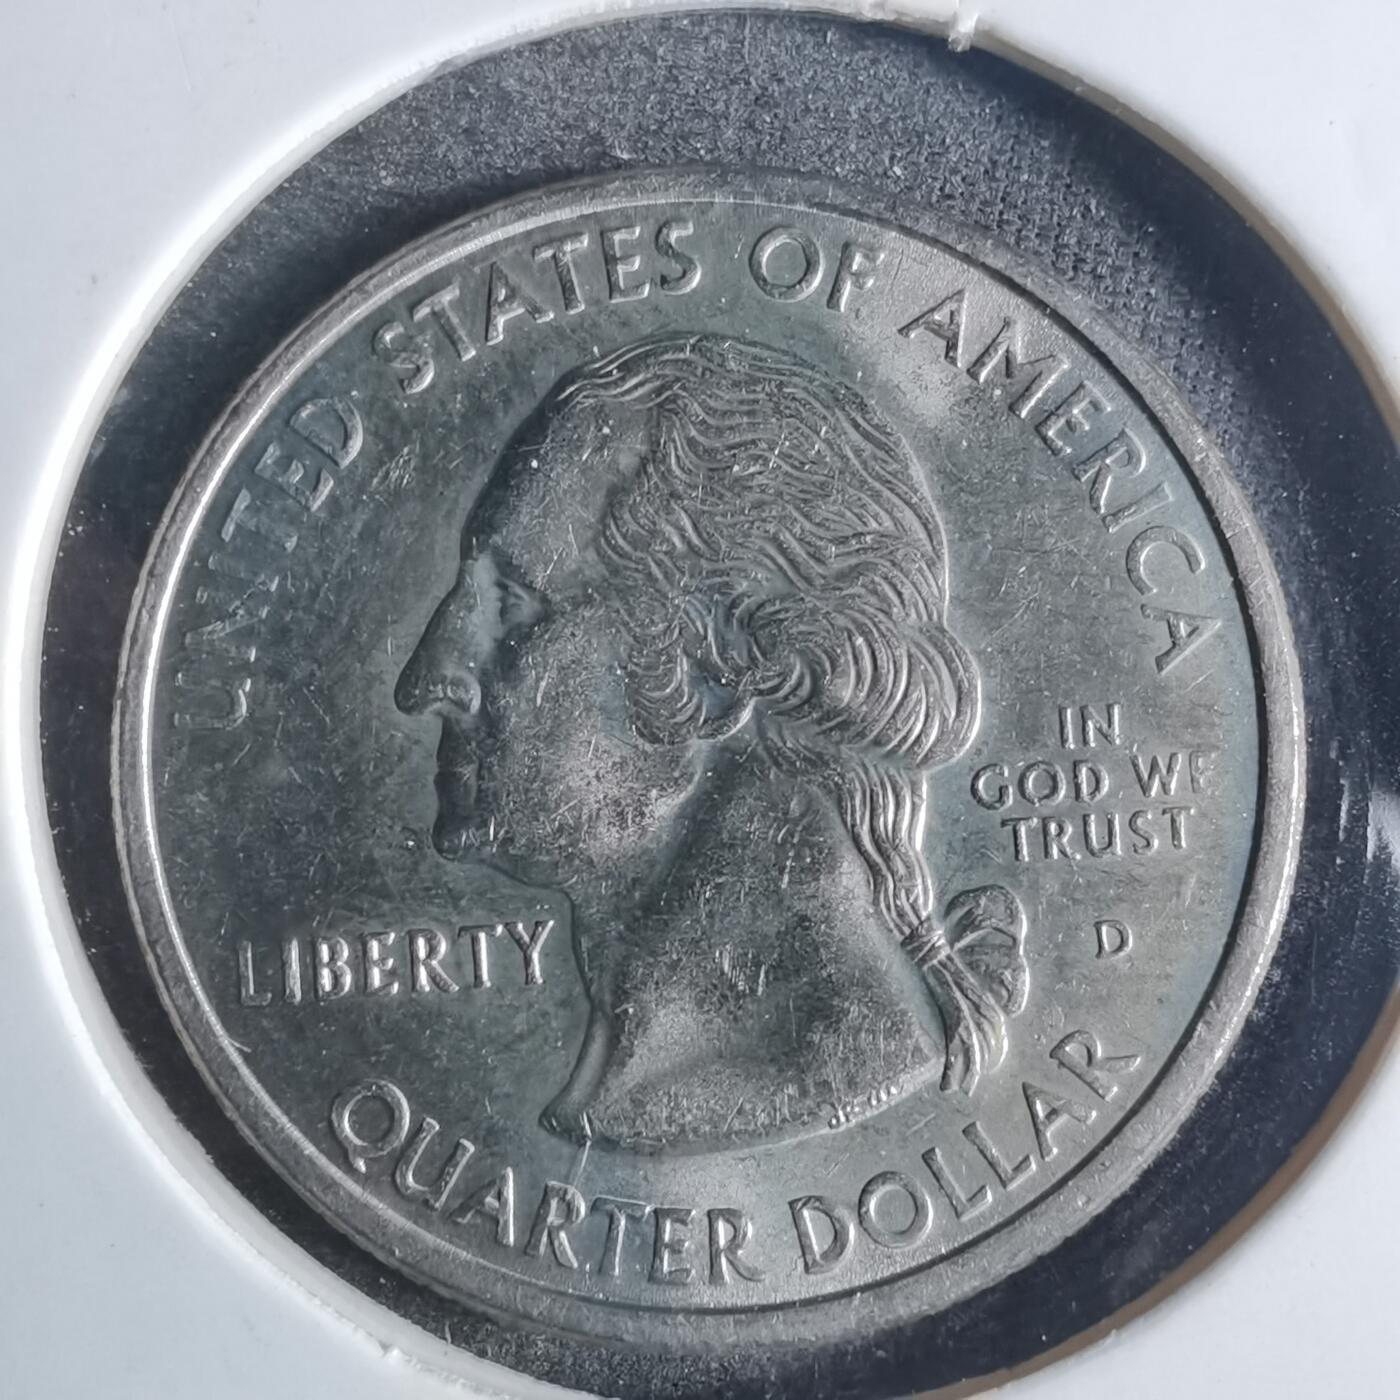 UNITED STATES OF AMERICA
LIBERTY
IN
GOD WE
TRUST
D
QUARTER DOLLAR